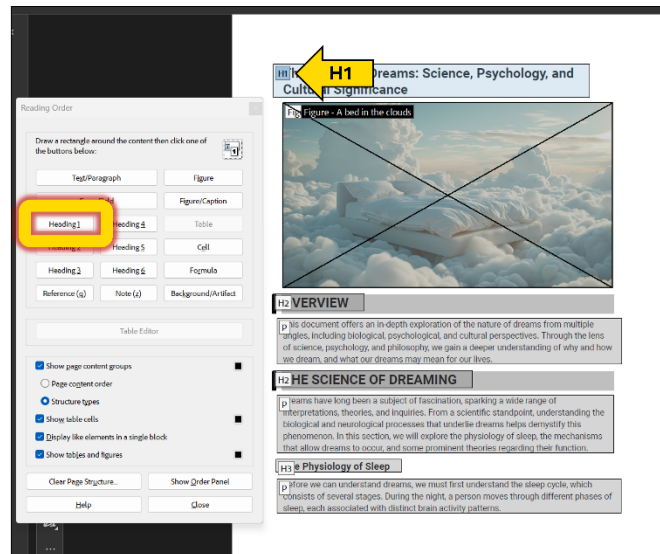 Reading Order
Draw a rectangle around the content then click one of
the buttons below:
Text/Paragraph
Figure
Figure/Caption
Heading 1
Heading 4
Table
Heading 5
Cell
Heading 3
Heading 6
Formula
Reference (q)
Note (z)
Background/Artifact
Table Editor
Show page content groups
Page content order
Structure types
Show table cells
Display like elements in a single block
Show tables and figures
Clear Page Structure...
Show Order Panel
Help
Close
H1
H1
Dreams: Science, Psychology, and
Significance
Figure - A bed in the clouds
H2 VERVIEW
P his document offers an in-depth exploration of the nature of dreams from multiple
angles, including biological, psychological, and cultural perspectives. Through the lens
of science, psychology, and philosophy, we gain a deeper understanding of why and how
we dream, and what our dreams may mean for our lives.
H2 HE SCIENCE OF DREAMING
P eams have long been a subject of fascination, sparking a wide range of
interpretations, theories, and inquiries. From a scientific standpoint, understanding the
biological and neurological processes that underlie dreams helps demystify this
phenomenon. In this section, we will explore the physiology of sleep, the mechanisms
that allow dreams to occur, and some prominent theories regarding their function.
H3 e Physiology of Sleep
P efore we can understand dreams, we must first understand the sleep cycle, which
consists of several stages. During the night, a person moves through different phases of
sleep, each associated with distinct brain activity patterns.